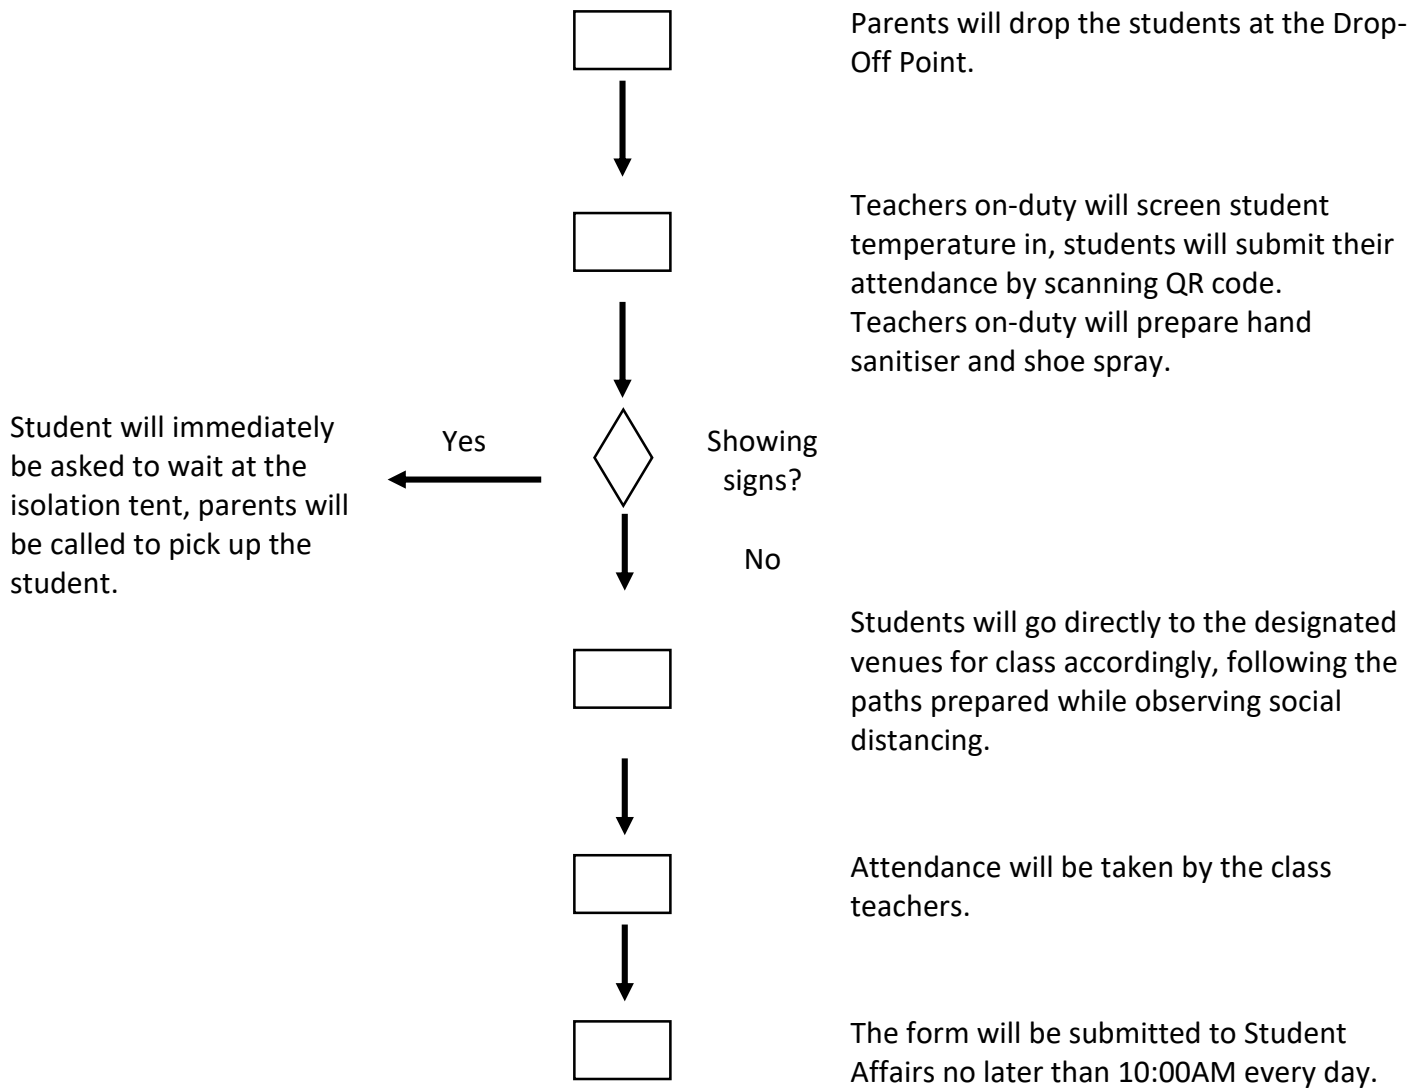 Parents will drop the students at the Drop-
Off Point.
Teachers on-duty will screen student
temperature in, students will submit their
attendance by scanning QR code.
Teachers on-duty will prepare hand
sanitiser and shoe spray.
Student will immediately
be asked to wait at the
isolation tent, parents will
be called to pick up the
student.
Yes
Showing
signs?
No
Students will go directly to the designated
venues for class accordingly, following the
paths prepared while observing social
distancing.
Attendance will be taken by the class
teachers.
The form will be submitted to Student
Affairs no later than 10:00AM every day.